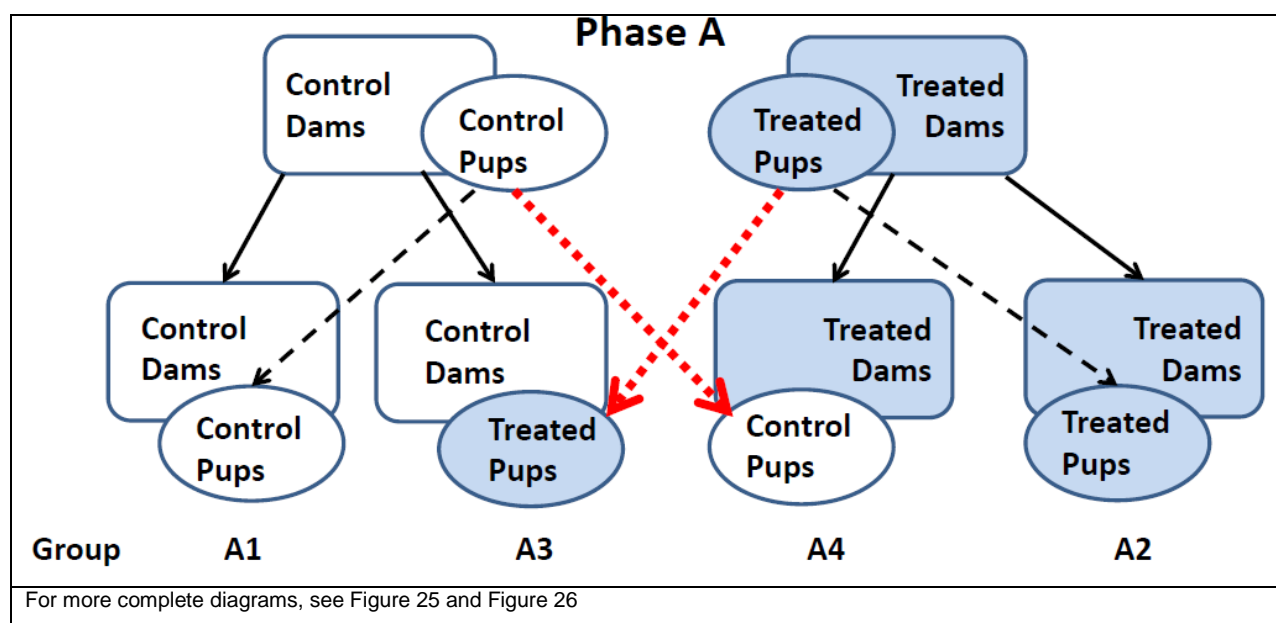 Phase A
Control
Dams
Control
Pups
Treated
Pups
Treated
Dams
Control
Dams
Control
Pups
Control
Dams
Treated
Pups
Treated
Dams
Control
Pups
Treated
Dams
Treated
Pups
Group A1 A3 A4 A2
For more complete diagrams, see Figure 25 and Figure 26